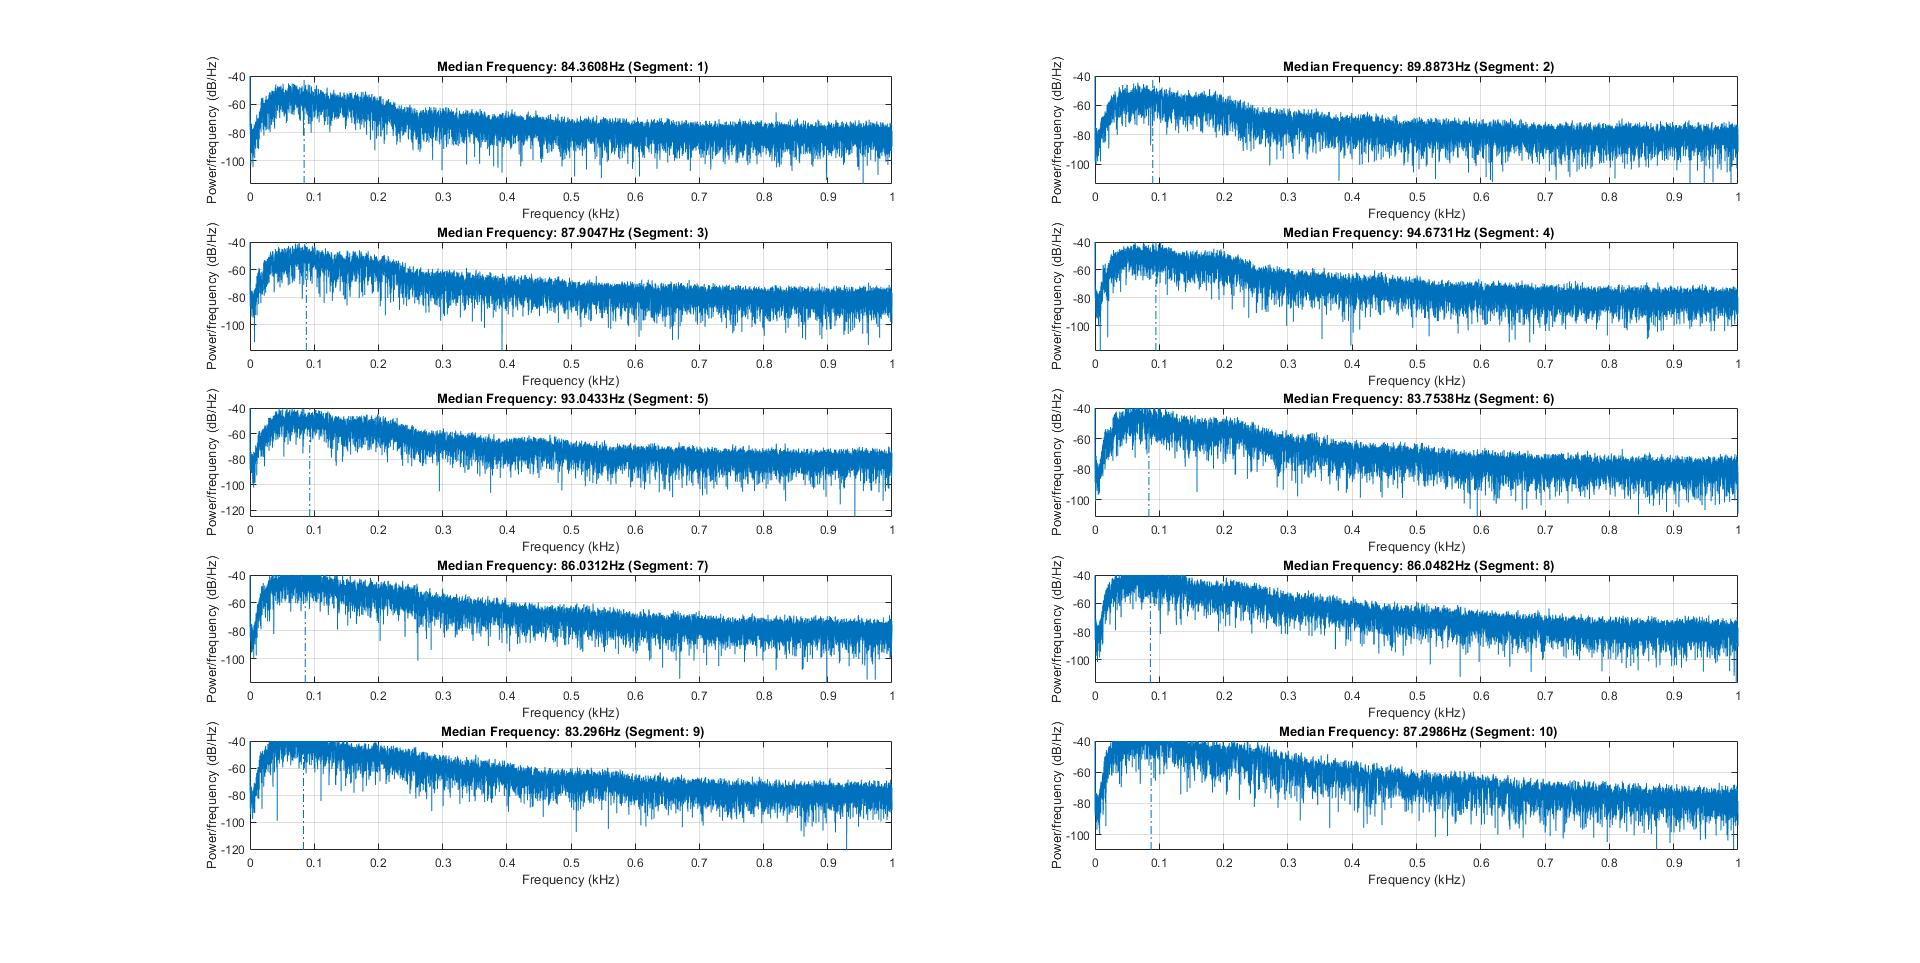 Median Frequency: 84.3608Hz (Segment: 1)
Power/frequency (dB/Hz)
-40
-60
-80
-100
0 0.1 0.2 0.3 0.4 0.5 0.6 0.7 0.8 0.9 1
Frequency (kHz)
Median Frequency: 89.8873Hz (Segment: 2)
Power/frequency (dB/Hz)
-40
-60
-80
-100
0 0.1 0.2 0.3 0.4 0.5 0.6 0.7 0.8 0.9 1
Frequency (kHz)
Median Frequency: 87.9047Hz (Segment: 3)
Power/frequency (dB/Hz)
-40
-60
-80
-100
0 0.1 0.2 0.3 0.4 0.5 0.6 0.7 0.8 0.9 1
Frequency (kHz)
Median Frequency: 94.6731Hz (Segment: 4)
Power/frequency (dB/Hz)
-40
-60
-80
-100
0 0.1 0.2 0.3 0.4 0.5 0.6 0.7 0.8 0.9 1
Frequency (kHz)
Median Frequency: 93.0433Hz (Segment: 5)
Power/frequency (dB/Hz)
-40
-60
-80
-100
-120
0 0.1 0.2 0.3 0.4 0.5 0.6 0.7 0.8 0.9 1
Frequency (kHz)
Median Frequency: 83.7538Hz (Segment: 6)
Power/frequency (dB/Hz)
-40
-60
-80
-100
0 0.1 0.2 0.3 0.4 0.5 0.6 0.7 0.8 0.9 1
Frequency (kHz)
Median Frequency: 86.0312Hz (Segment: 7)
Power/frequency (dB/Hz)
-40
-60
-80
-100
0 0.1 0.2 0.3 0.4 0.5 0.6 0.7 0.8 0.9 1
Frequency (kHz)
Median Frequency: 86.0482Hz (Segment: 8)
Power/frequency (dB/Hz)
-40
-60
-80
-100
0 0.1 0.2 0.3 0.4 0.5 0.6 0.7 0.8 0.9 1
Frequency (kHz)
Median Frequency: 83.296Hz (Segment: 9)
Power/frequency (dB/Hz)
-40
-60
-80
-100
-120
0 0.1 0.2 0.3 0.4 0.5 0.6 0.7 0.8 0.9 1
Frequency (kHz)
Median Frequency: 87.2986Hz (Segment: 10)
Power/frequency (dB/Hz)
-40
-60
-80
-100
0 0.1 0.2 0.3 0.4 0.5 0.6 0.7 0.8 0.9 1
Frequency (kHz)